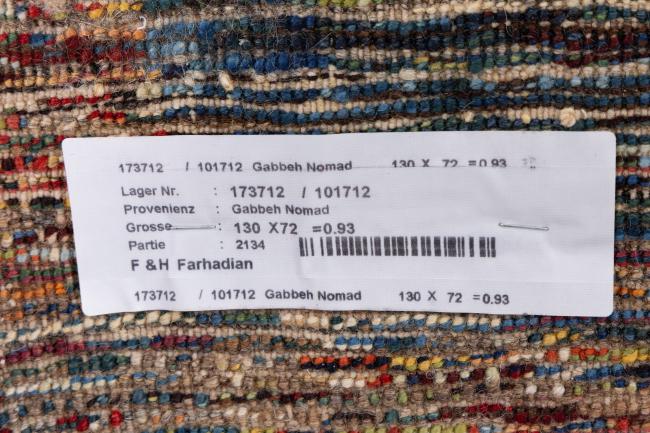 173712 / 101712 Gabbeh Nomad 130 X 72 =0.93
Lager Nr. : 173712 / 101712
Provenienz : Gabbeh Nomad
Grosse : 130 X72 =0.93
Partie : 2134
F &H Farhadian
173712 / 101712 Gabbeh Nomad 130 X 72 =0.93